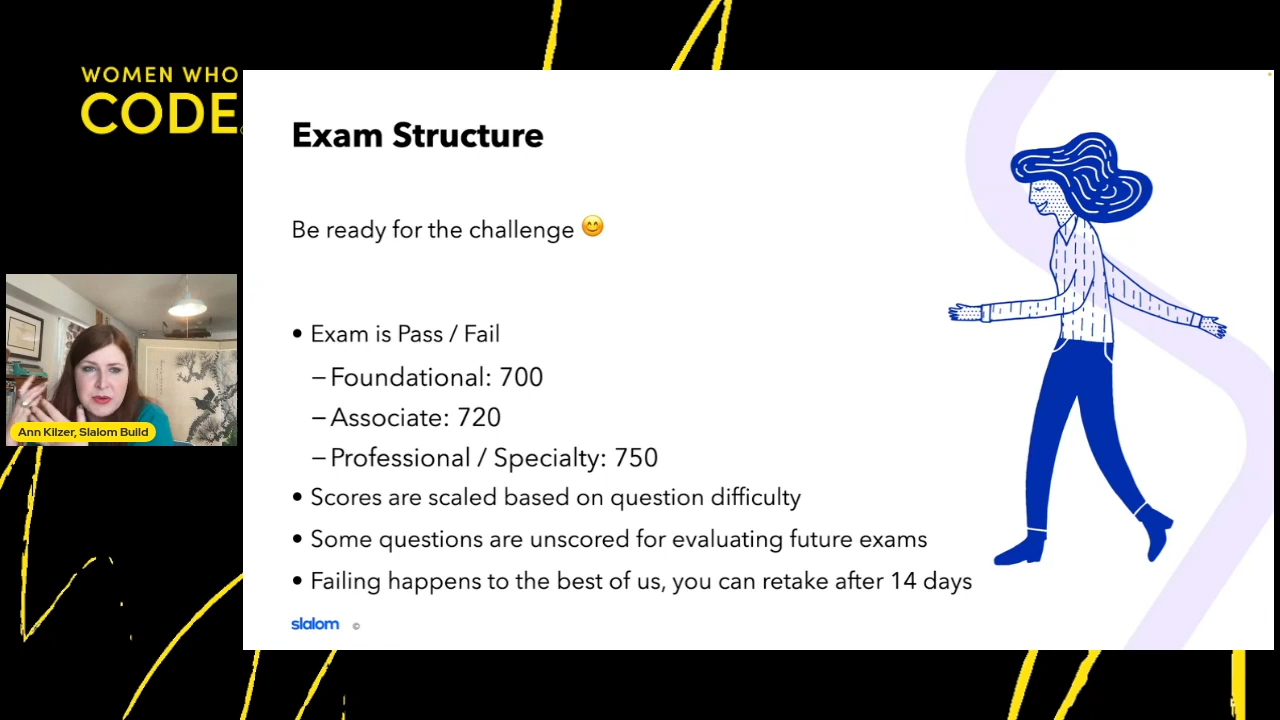 WOMEN WHO
CODE
Exam Structure
Be ready for the challenge 😊
• Exam is Pass / Fail
– Foundational: 700
– Associate: 720
– Professional / Specialty: 750
• Scores are scaled based on question difficulty
• Some questions are unscored for evaluating future exams
• Failing happens to the best of us, you can retake after 14 days
slalom ©
Ann Kilzer, Slalom Build